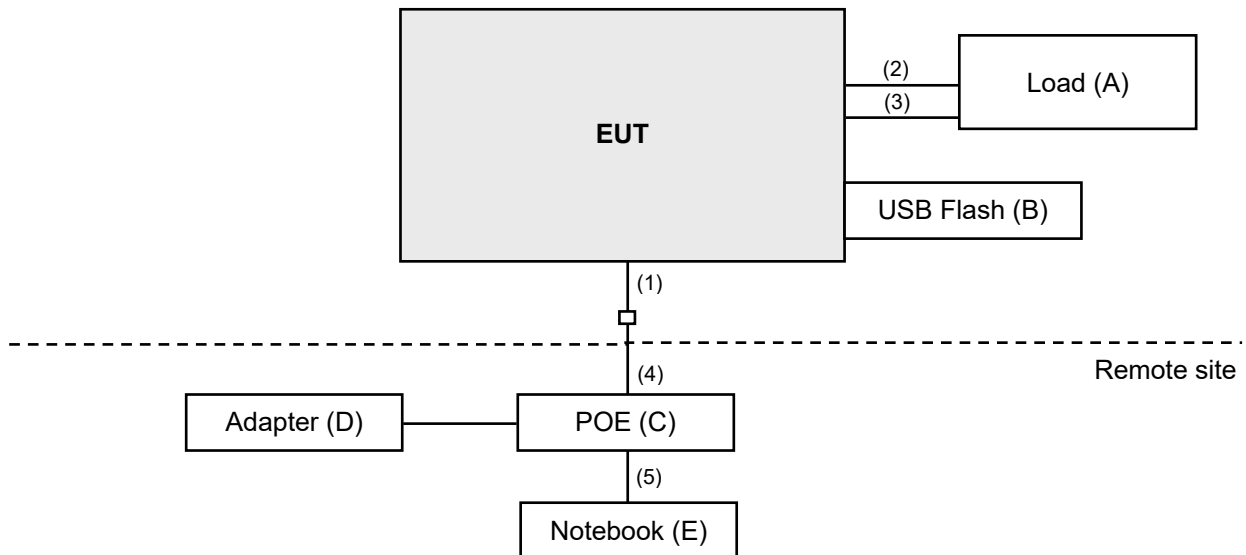 (2)
Load (A)
(3)
EUT
USB Flash (B)
(1)
Remote site
(4)
Adapter (D)
POE (C)
(5)
Notebook (E)